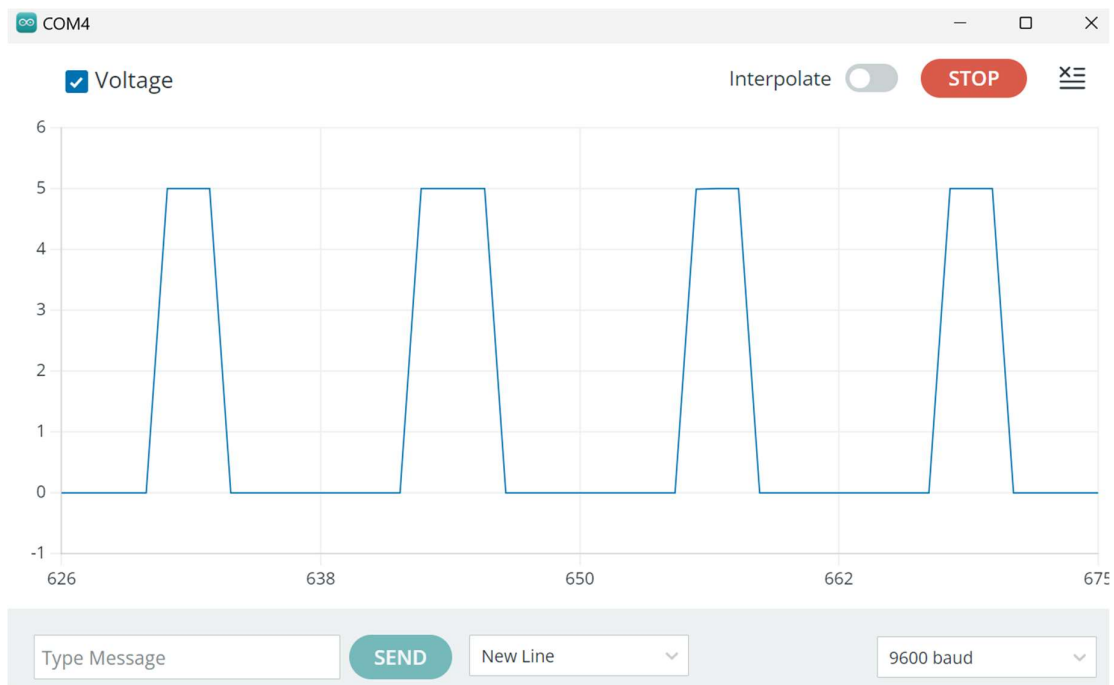 COM4
Voltage
Interpolate
STOP
6
5
4
3
2
1
0
-1
626 638 650 662 675
Type Message
SEND
New Line
9600 baud